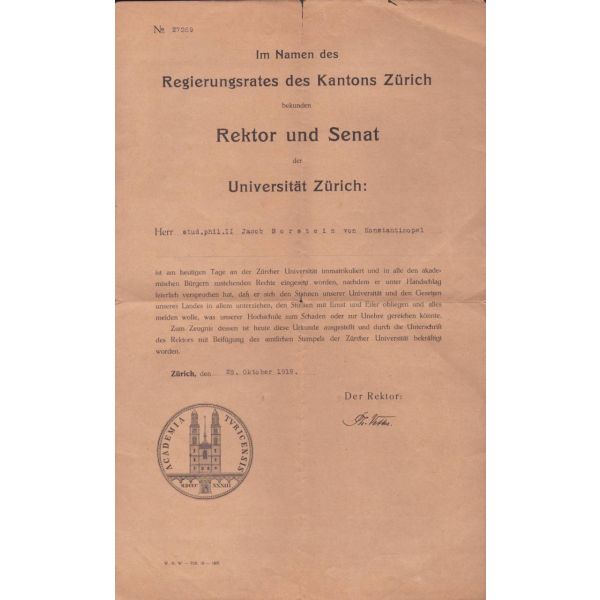 No 27259
Im Namen des
Regierungsrates des Kantons Zürich
bekunden
Rektor und Senat
der
Universität Zürich:
Herr stud.phil.II Jacob Borstein von Konstantinopel
ist am heutigen Tage an der Zürcher Universität immatrikuliert und in alle den akade-
mischen Bürgern zustehenden Rechte eingesetzt worden, nachdem er unter Handschlag
feierlich versprochen hat, daß er sich den Statuten unserer Universität und den Gesetzen
unseres Landes in allem unterziehen, den Studien mit Ernst und Eifer obliegen und alles
meiden wolle, was unserer Hochschule zum Schaden oder zur Unehre gereichen könnte.
Zum Zeugnis dessen ist heute diese Urkunde ausgestellt und durch die Unterschrift
des Rektors mit Beifügung des amtlichen Stempels der Zürcher Universität bekräftigt
worden.
Zürich, den 25. Oktober 1919.
Der Rektor:
ACADEMIA TVRICENSIS
MDCCC XXXIII